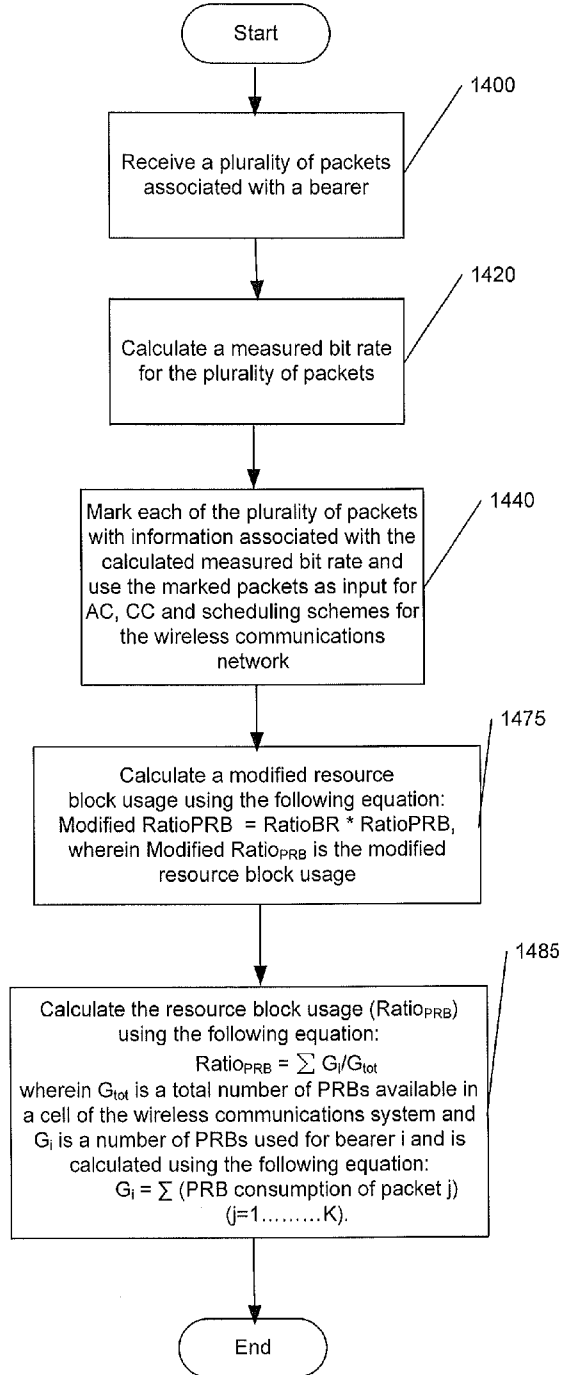 Start
1400
Receive a plurality of packets
associated with a bearer
1420
Calculate a measured bit rate
for the plurality of packets
1440
Mark each of the plurality of packets
with information associated with the
calculated measured bit rate and
use the marked packets as input for
AC, CC and scheduling schemes for
the wireless communications
network
1475
Calculate a modified resource
block usage using the following equation:
Modified RatioPRB = RatioBR * RatioPRB,
wherein Modified RatioPRB is the modified
resource block usage
1485
Calculate the resource block usage (RatioPRB)
using the following equation:
RatioPRB = ∑ Gi/Gtot
wherein Gtot is a total number of PRBs available in
a cell of the wireless communications system and
Gi is a number of PRBs used for bearer i and is
calculated using the following equation:
Gi = ∑ (PRB consumption of packet j)
(j=1.........K).
End